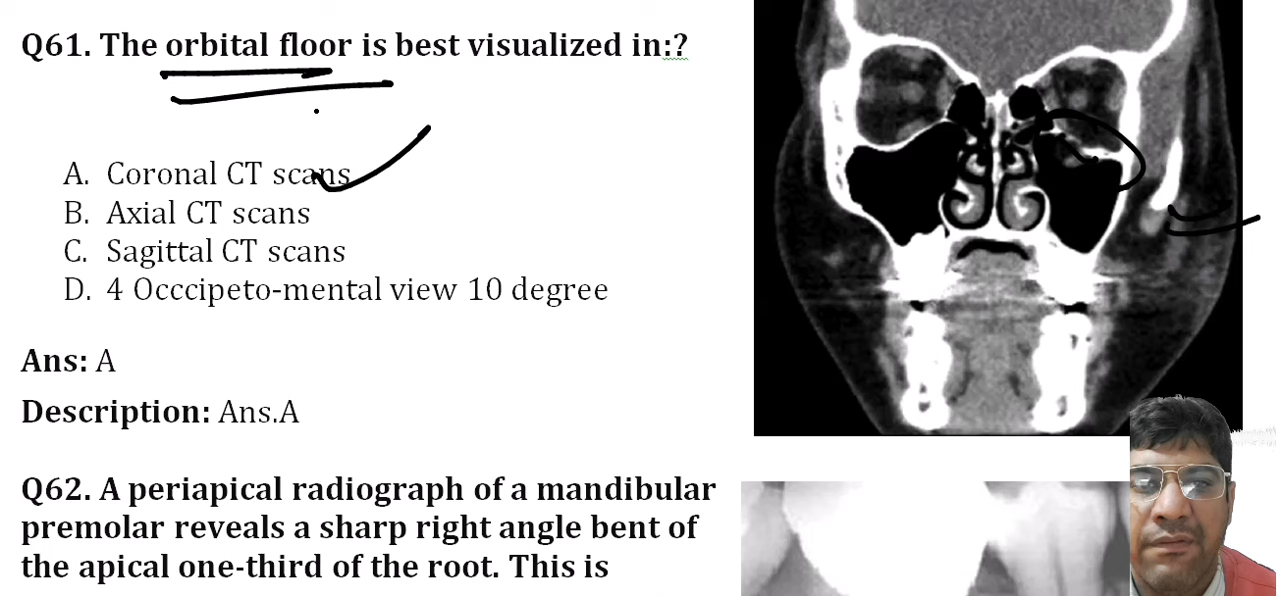 Q61. The orbital floor is best visualized in:?
A. Coronal CT scans
B. Axial CT scans
C. Sagittal CT scans
D. 4 Occcipeto-mental view 10 degree
Ans: A
Description: Ans.A
Q62. A periapical radiograph of a mandibular
premolar reveals a sharp right angle bent of
the apical one-third of the root. This is